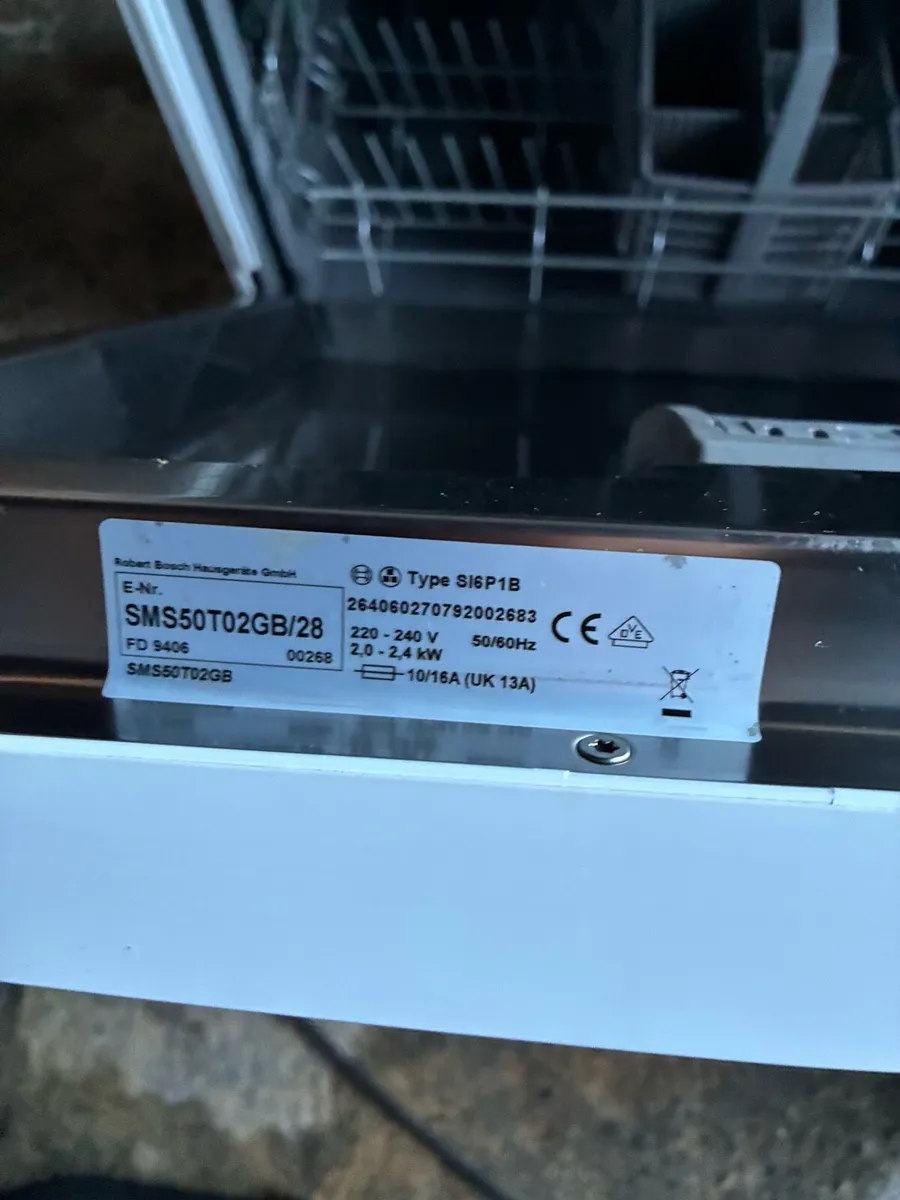 Robert Bosch Hausgeräte GmbH
E-Nr.
SMS50T02GB/28
FD 9406 00268
SMS50T02GB
Type SI6P1B
264060270792002683
220 - 240 V 50/60Hz
2,0 - 2,4 kW
10/16A (UK 13A)
CE
DVE